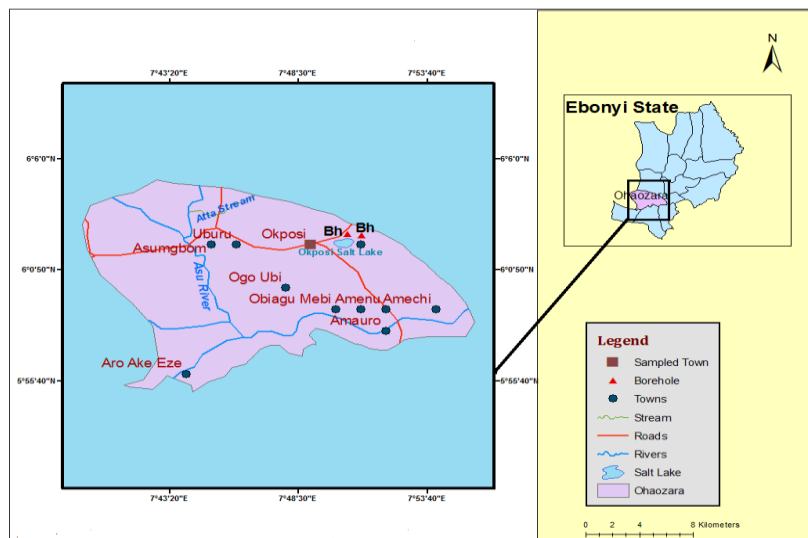 7°43'20"E 7°48'30"E 7°53'40"E
N
Ebonyi State
Ohaozara
6°6'0"N 6°6'0"N
Atta Stream
Uburu Okposi Bh Bh
Asungbom Okposi Salt Lake
6°0'50"N 6°0'50"N
Asu River
Ogo Ubi
Obiagu Mebi Amenu Amechi
Amauro
Aro Ake Eze
5°55'40"N 5°55'40"N
7°43'20"E 7°48'30"E 7°53'40"E
Legend
Sampled Town
Borehole
Towns
Stream
Roads
Rivers
Salt Lake
Ohaozara
0 2 4 8 Kilometers